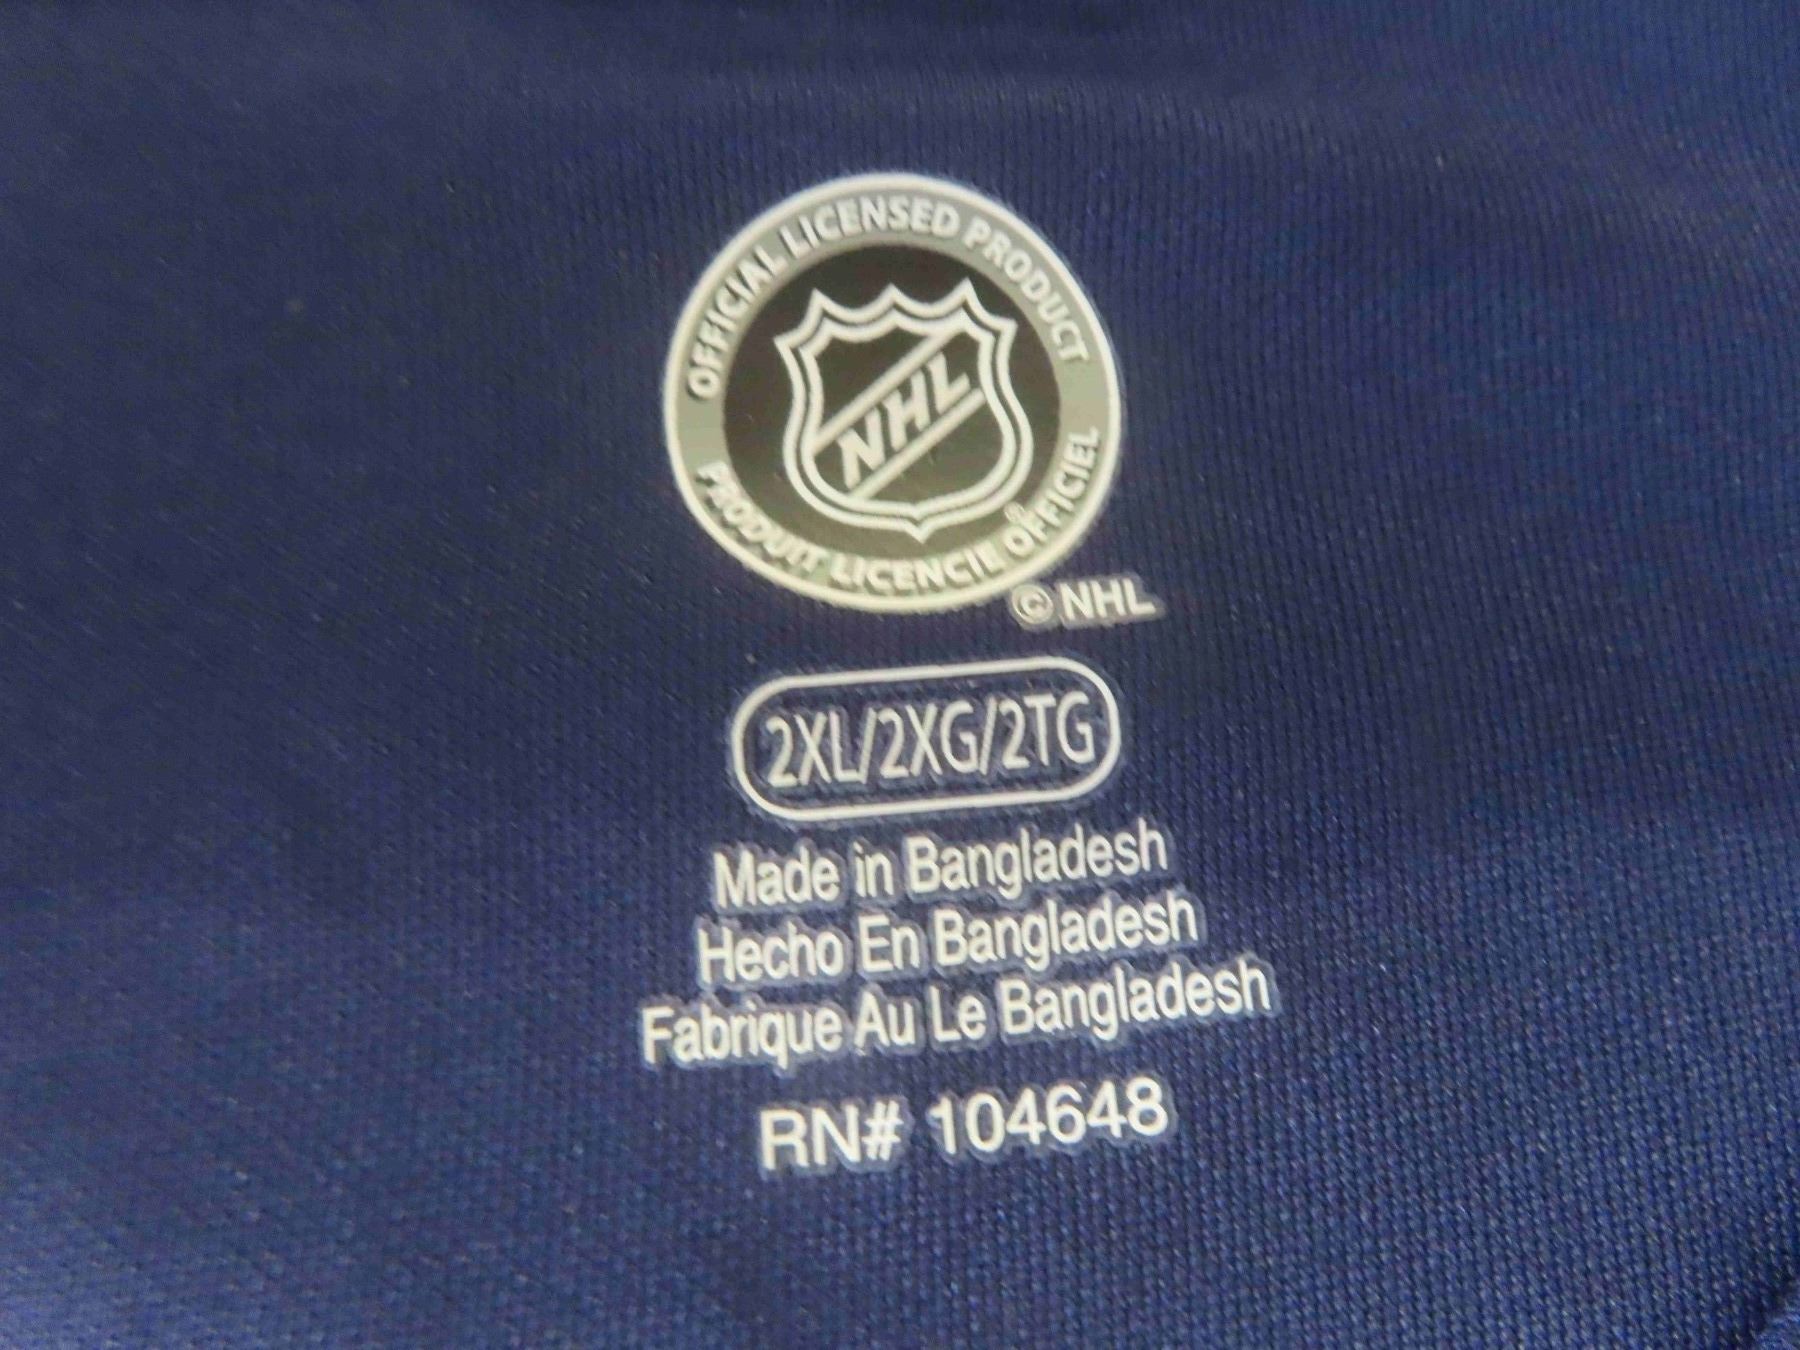 OFFICIAL LICENSED PRODUCT
NHL
PRODUIT LICENCIE OFFICIEL
© NHL
2XL/2XG/2TG
Made in Bangladesh
Hecho En Bangladesh
Fabrique Au Le Bangladesh
RN# 104648